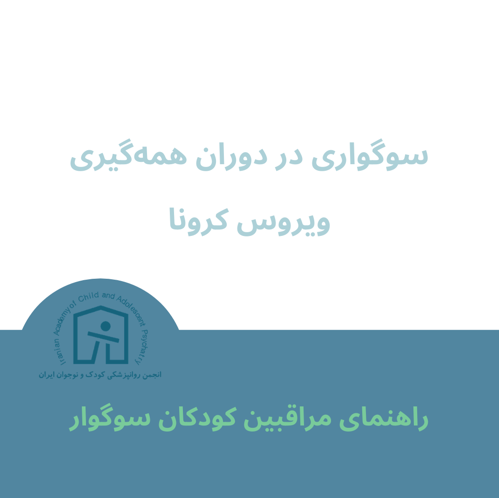 سوگواری در دوران همه‌گیری
ویروس کرونا
Iranian Academy of Child and Adolescent Psychiatry
انجمن روانپزشکی کودک و نوجوان ایران
راهنمای مراقبین کودکان سوگوار